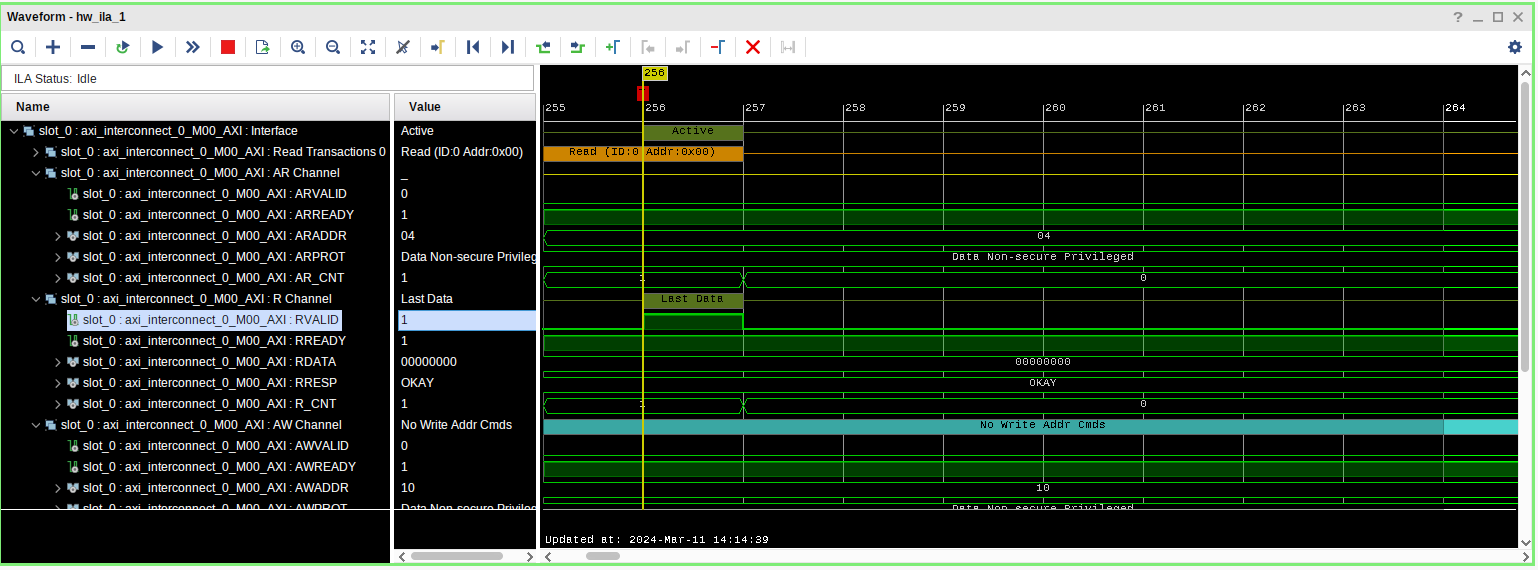 Waveform - hw_ila_1
ILA Status: Idle
Name Value
256
255 256 257 258 259 260 261 262 263 264
slot_0 : axi_interconnect_0_M00_AXI : Interface Active Active
slot_0 : axi_interconnect_0_M00_AXI : Read Transactions 0 Read (ID:0 Addr:0x00) Read (ID:0 Addr:0x00)
slot_0 : axi_interconnect_0_M00_AXI : AR Channel _
slot_0 : axi_interconnect_0_M00_AXI : ARVALID 0
slot_0 : axi_interconnect_0_M00_AXI : ARREADY 1
slot_0 : axi_interconnect_0_M00_AXI : ARADDR 04 04
slot_0 : axi_interconnect_0_M00_AXI : ARPROT Data Non-secure Privileg Data Non-secure Privileged
slot_0 : axi_interconnect_0_M00_AXI : AR_CNT 1 1 0
slot_0 : axi_interconnect_0_M00_AXI : R Channel Last Data Last Data
slot_0 : axi_interconnect_0_M00_AXI : RVALID 1
slot_0 : axi_interconnect_0_M00_AXI : RREADY 1
slot_0 : axi_interconnect_0_M00_AXI : RDATA 00000000 00000000
slot_0 : axi_interconnect_0_M00_AXI : RRESP OKAY OKAY
slot_0 : axi_interconnect_0_M00_AXI : R_CNT 1 1 0
slot_0 : axi_interconnect_0_M00_AXI : AW Channel No Write Addr Cmds No Write Addr Cmds
slot_0 : axi_interconnect_0_M00_AXI : AWVALID 0
slot_0 : axi_interconnect_0_M00_AXI : AWREADY 1
slot_0 : axi_interconnect_0_M00_AXI : AWADDR 10 10
slot_0 : axi_interconnect_0_M00_AXI : AWPROT Data Non-secure Privileg Data Non-secure Privileged
Updated at: 2024-Mar-11 14:14:39